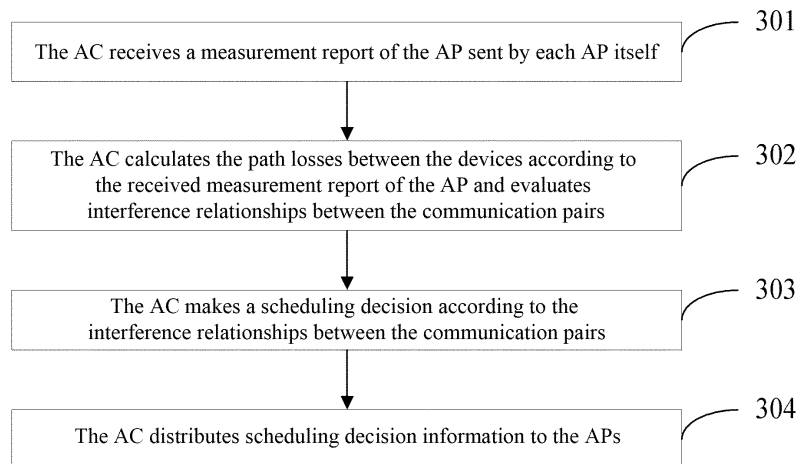 301
The AC receives a measurement report of the AP sent by each AP itself
302
The AC calculates the path losses between the devices according to
the received measurement report of the AP and evaluates
interference relationships between the communication pairs
303
The AC makes a scheduling decision according to the
interference relationships between the communication pairs
304
The AC distributes scheduling decision information to the APs